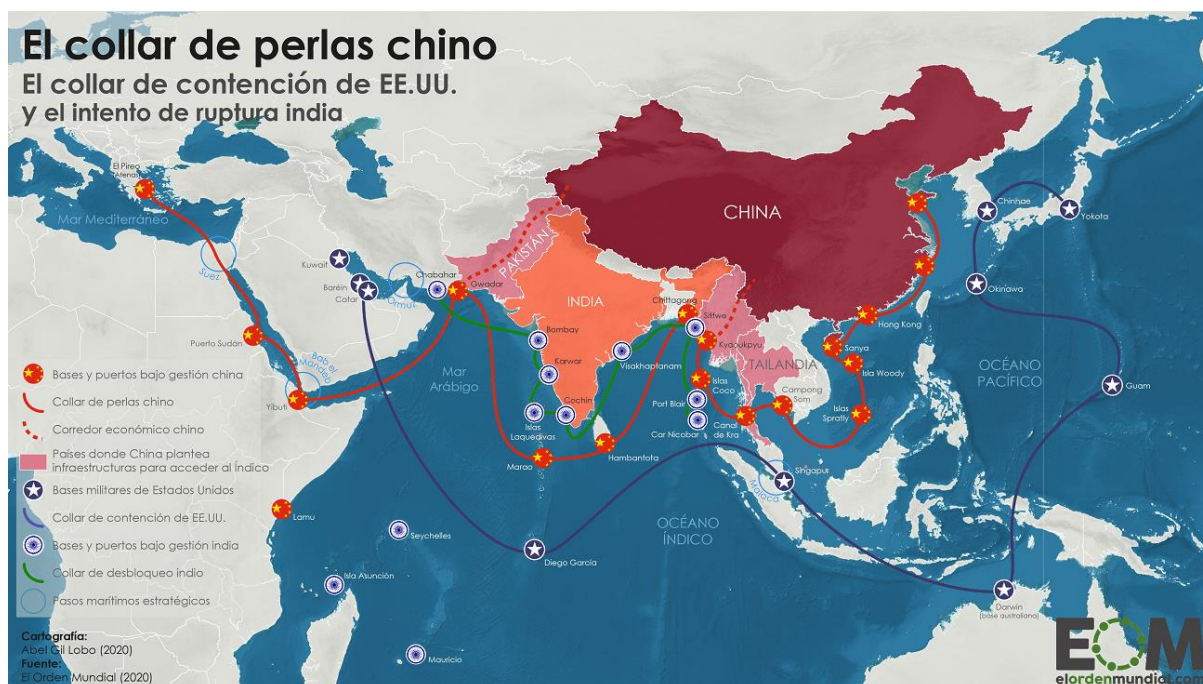 El collar de perlas chino
El collar de contención de EE.UU.
y el intento de ruptura india
El Pireo
(Atenas)
Mar Mediterráneo
Suez
Kuwait
Baréin
Catar
Ormuz
Chabahar
Gwadar
PAKISTÁN
CHINA
INDIA
Chinhae
Yokota
Okinawa
Puerto Sudán
Bab el
Mandeb
Yibuti
Mar
Arábigo
Bombay
Karwar
Cochín
Islas
Laquedivas
Visakhaptanam
Chittagong
Sittwe
Kyaoukpyu
TAILANDIA
Hong Kong
Sanya
Isla Woody
OCÉANO
PACÍFICO
Guam
Islas
Coco
Port Blair
Car Nicobar
Canal
de Kra
Campong
Som
Islas
Spratly
Marao
Hambantota
Singapur
Malaca
Lamu
Seychelles
Diego García
OCÉANO
ÍNDICO
Isla Asunción
Mauricio
Darwin
(base australiana)
Bases y puertos bajo gestión china
Collar de perlas chino
Corredor económico chino
Países donde China plantea
infraestructuras para acceder al Índico
Bases militares de Estados Unidos
Collar de contención de EE.UU.
Bases y puertos bajo gestión india
Collar de desbloqueo indio
Pasos marítimos estratégicos
Cartografía:
Abel Gil Lobo (2020)
Fuente:
El Orden Mundial (2020)
EOM
elordenmundial.com